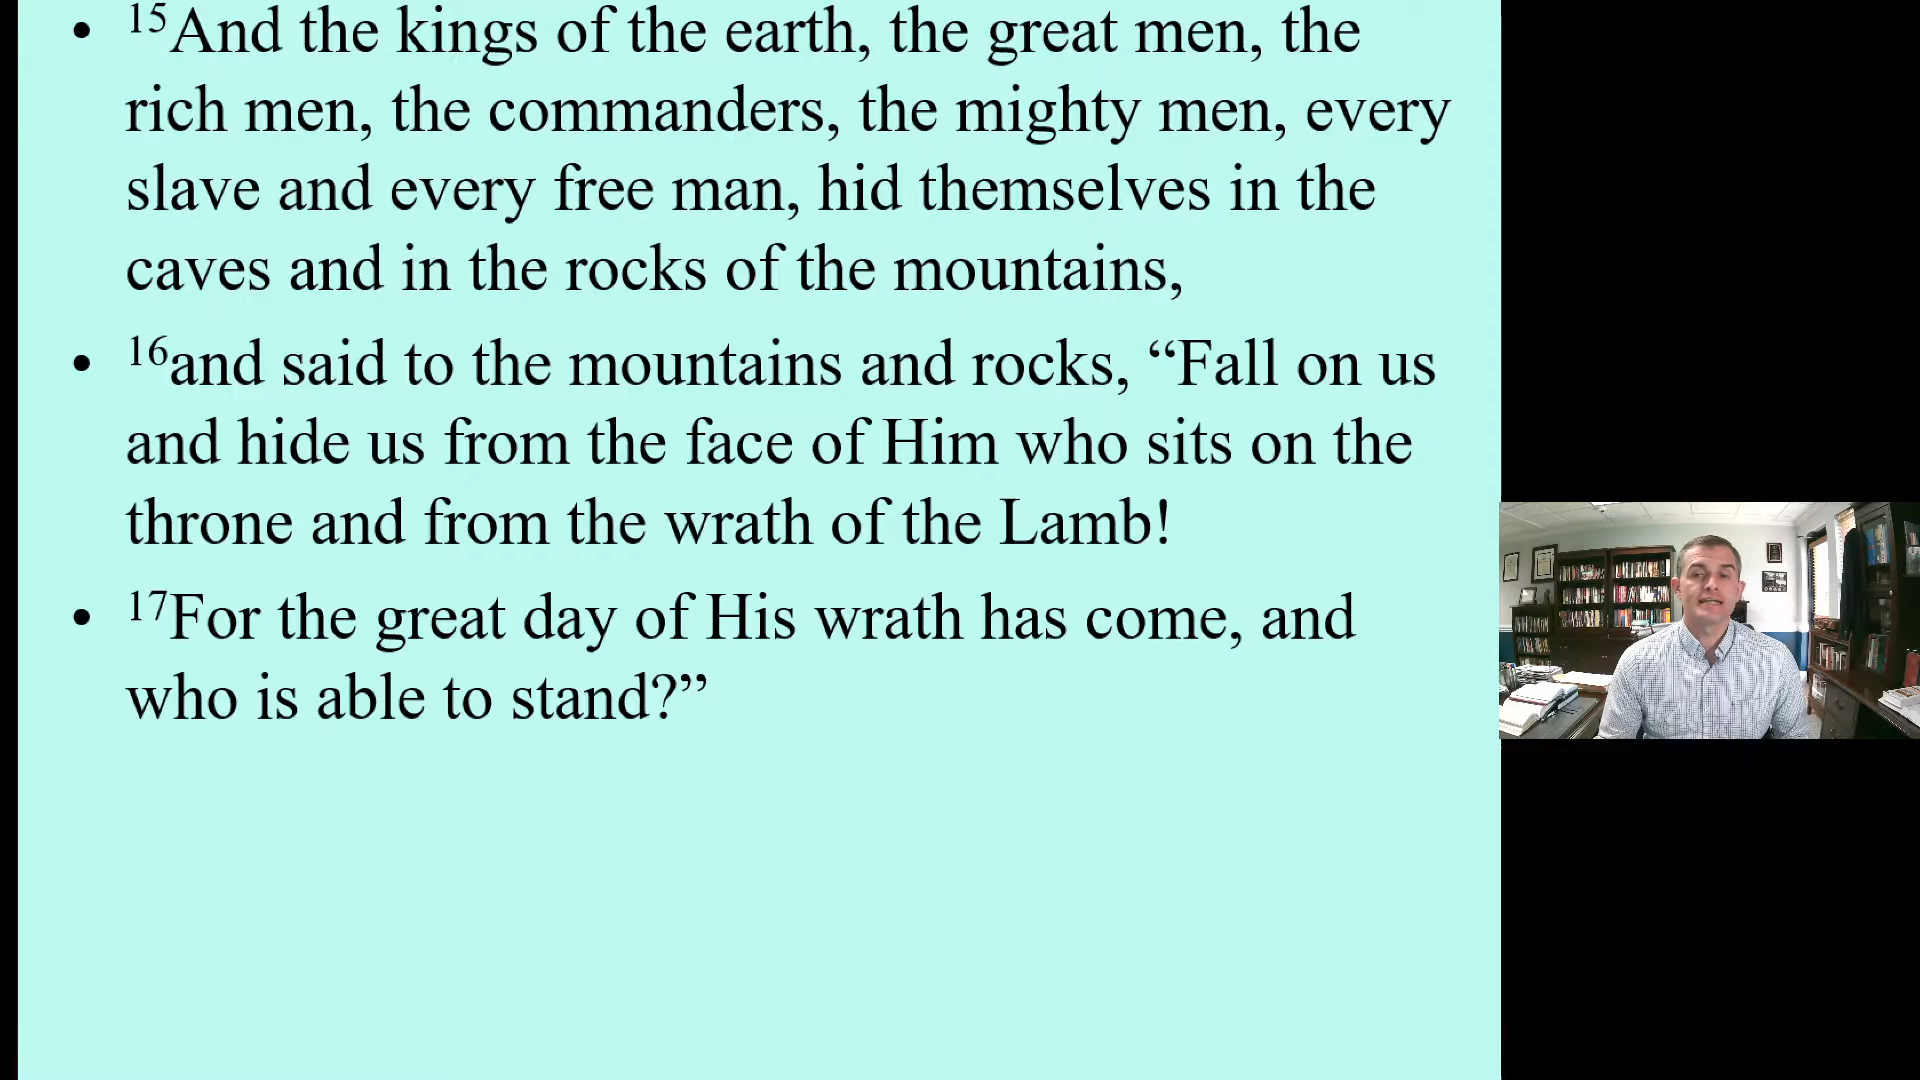 • 15And the kings of the earth, the great men, the
rich men, the commanders, the mighty men, every
slave and every free man, hid themselves in the
caves and in the rocks of the mountains,
• 16and said to the mountains and rocks, “Fall on us
and hide us from the face of Him who sits on the
throne and from the wrath of the Lamb!
• 17For the great day of His wrath has come, and
who is able to stand?”